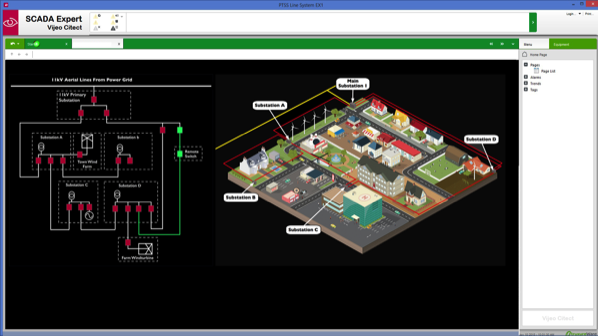 PTSS Live System EX1
SCADA Expert
Vijeo Citect
Login...
Print...
Menu
Equipment
Home Page
Pages
Page List
Alarms
Trends
Tags
11kV Aerial Lines From Power Grid
11kV Primary
Substation
Substation A
Substation b
Town Wind
Farm
Remote
Switch
Substation C
Substation D
Farm Windturbine
Main
Substation 1
Substation A
Substation D
Substation B
Substation C
Vijeo Citect